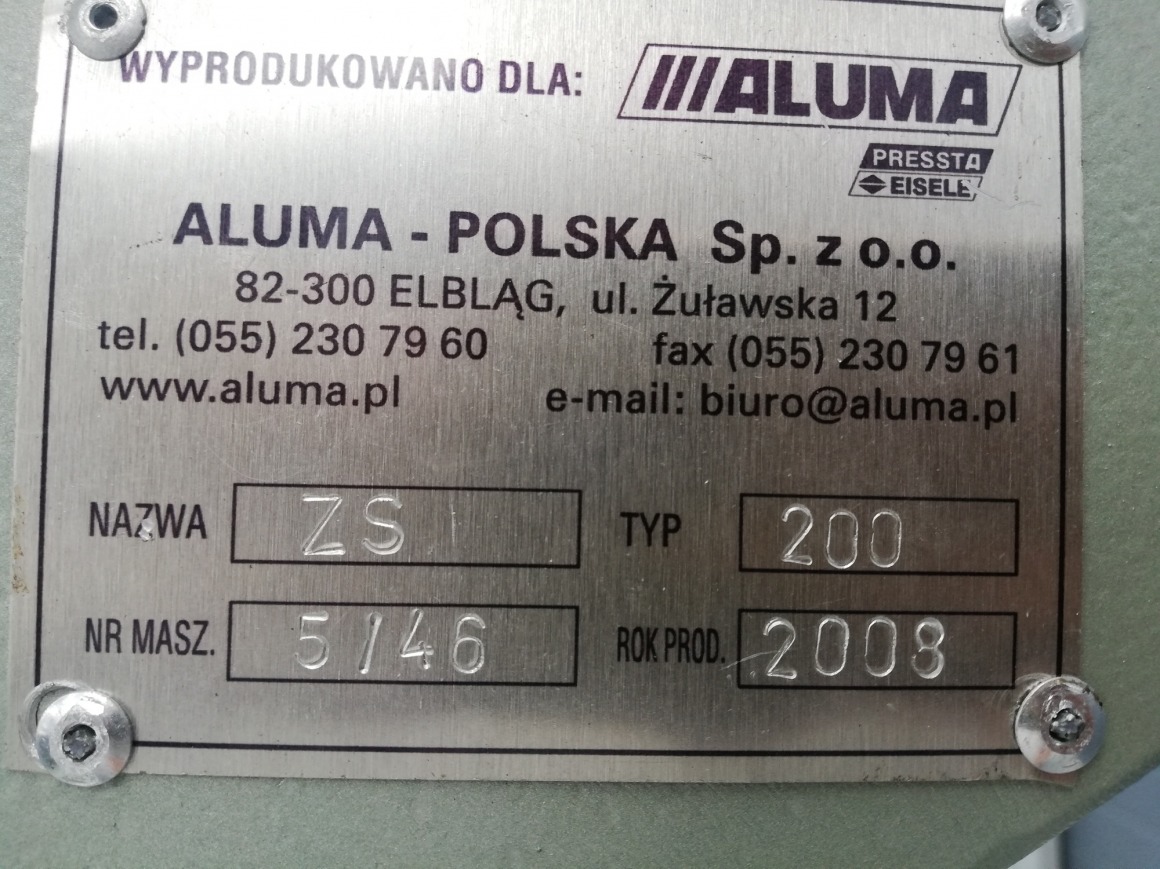 WYPRODUKOWANO DLA: ///ALUMA
PRESSTA
EISELE
ALUMA - POLSKA Sp. z o.o.
82-300 ELBLĄG, ul. Żuławska 12
tel. (055) 230 79 60 fax (055) 230 79 61
www.aluma.pl e-mail: biuro@aluma.pl
NAZWA ZS TYP 200
NR MASZ. 5/46 ROK PROD. 2008